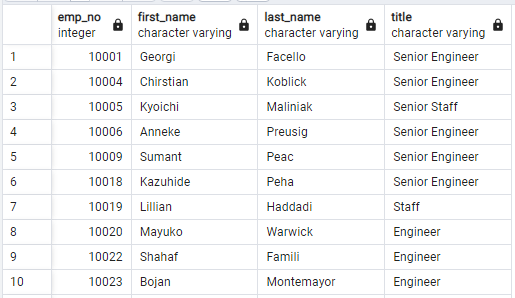 emp_no first_name last_name title
integer character varying character varying character varying
1 10001 Georgi Facello Senior Engineer
2 10004 Chirstian Koblick Senior Engineer
3 10005 Kyoichi Maliniak Senior Staff
4 10006 Anneke Preusig Senior Engineer
5 10009 Sumant Peac Senior Engineer
6 10018 Kazuhide Peha Senior Engineer
7 10019 Lillian Haddadi Staff
8 10020 Mayuko Warwick Engineer
9 10022 Shahaf Famili Engineer
10 10023 Bojan Montemayor Engineer